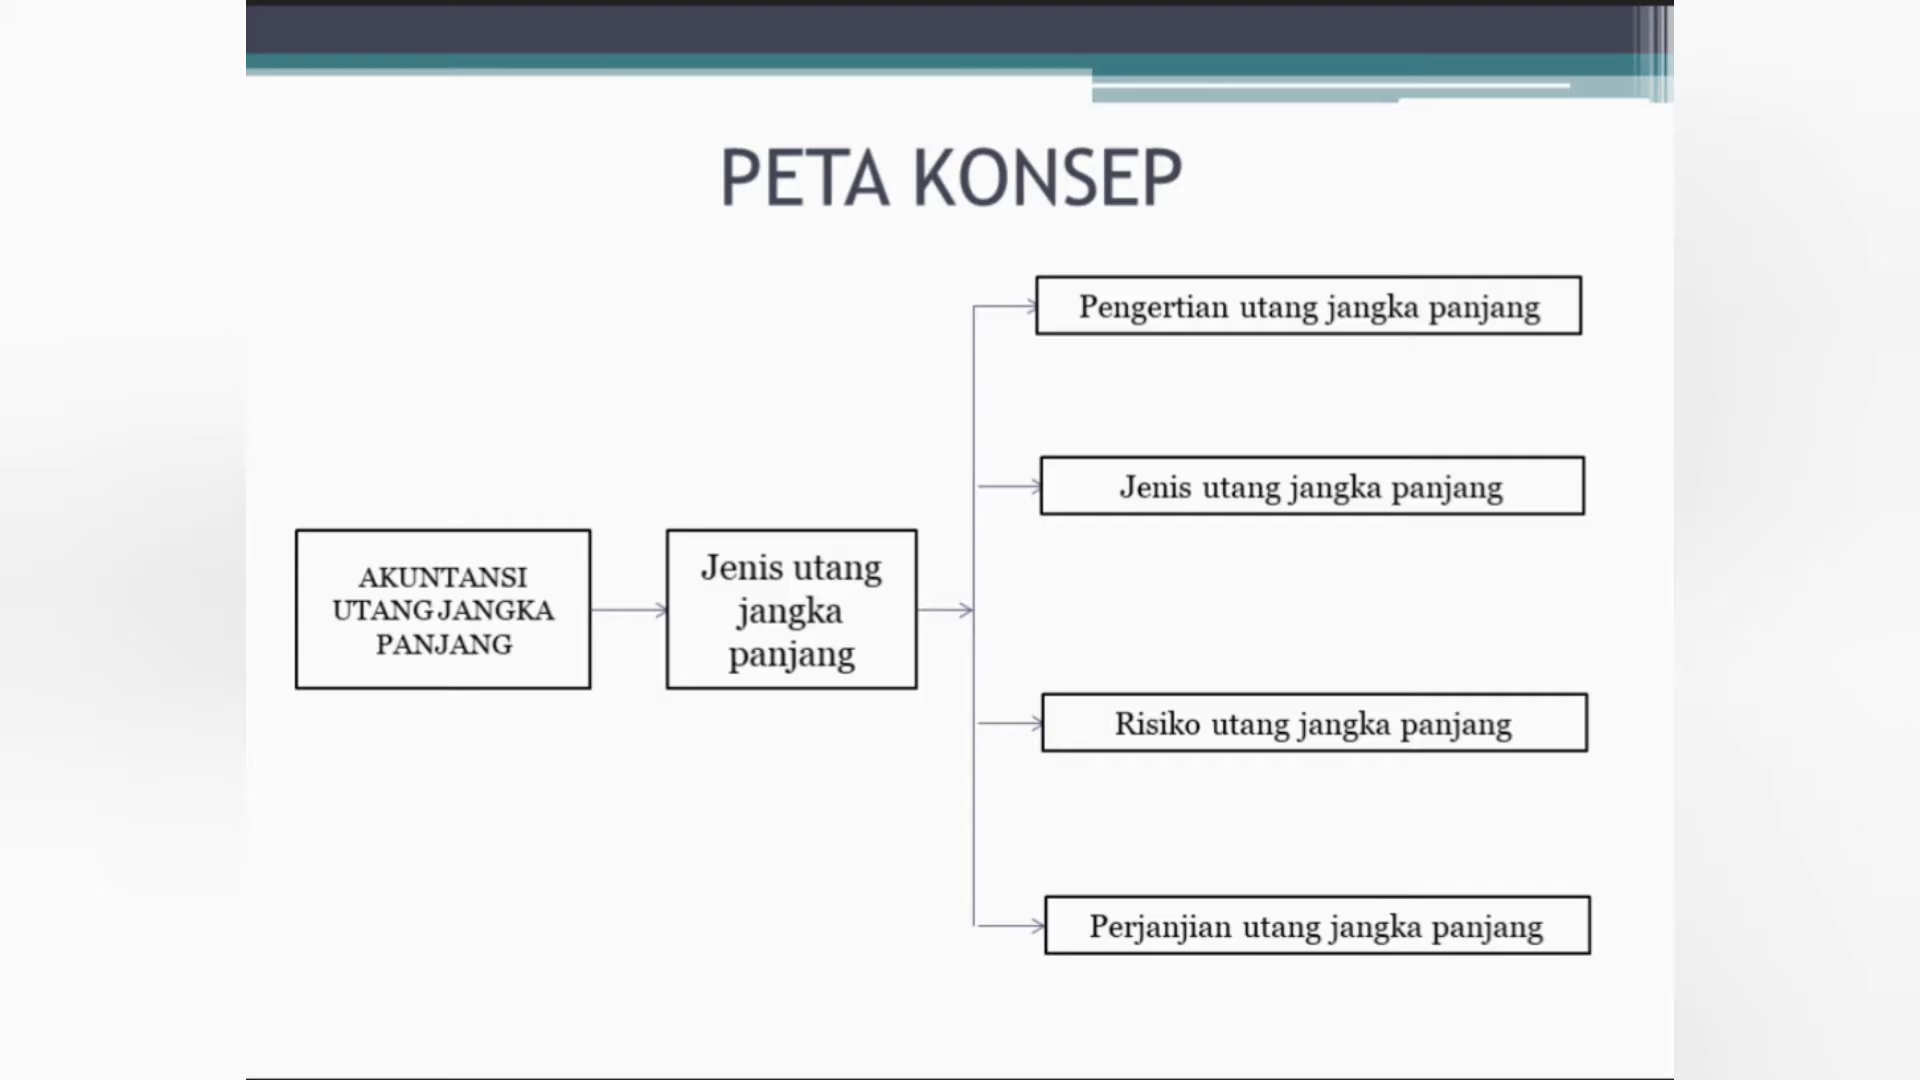 PETA KONSEP
Pengertian utang jangka panjang
Jenis utang jangka panjang
AKUNTANSI
UTANG JANGKA
PANJANG
Jenis utang
jangka
panjang
Risiko utang jangka panjang
Perjanjian utang jangka panjang